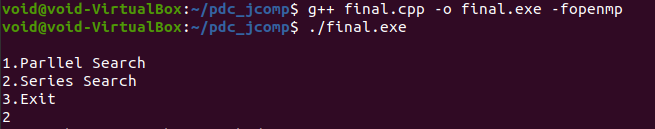 void@void-VirtualBox:~/pdc_jcomp$ g++ final.cpp -o final.exe -fopenmp
void@void-VirtualBox:~/pdc_jcomp$ ./final.exe
1.Parllel Search
2.Series Search
3.Exit
2